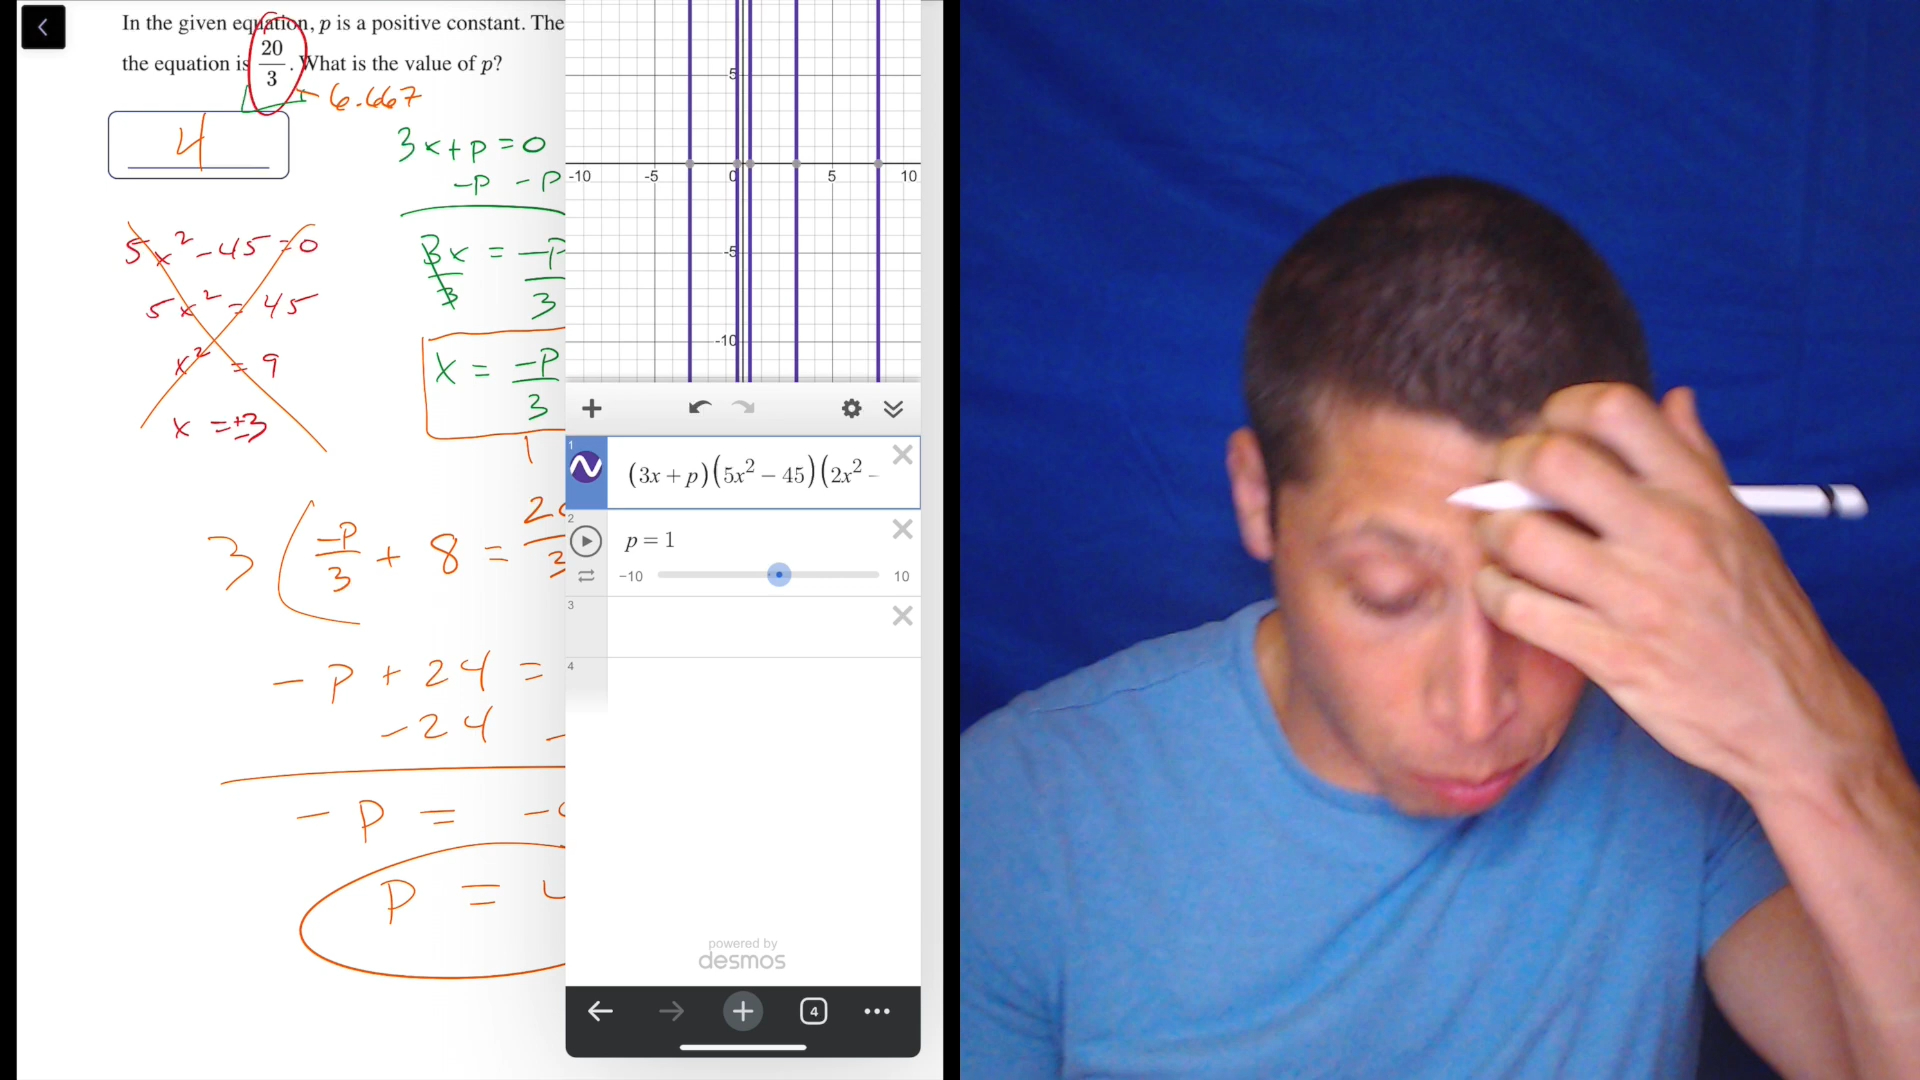 In the given equation, p is a positive constant. The
the equation is 20/3. What is the value of p?
6.667
4
3x+p=0
-p -p
5x²-45=0
3x = -p
3 3
5x² = 45
x² = 9
x = -p/3
x = ±3
5
-5 0 5 10
-10
-5
-10
(3x + p)(5x² − 45)(2x² −
1
2
p = 1
−10 10
3
4
3(-p/3 + 8 =
-p + 24 =
-24 -
-p =
p =
powered by
desmos
4